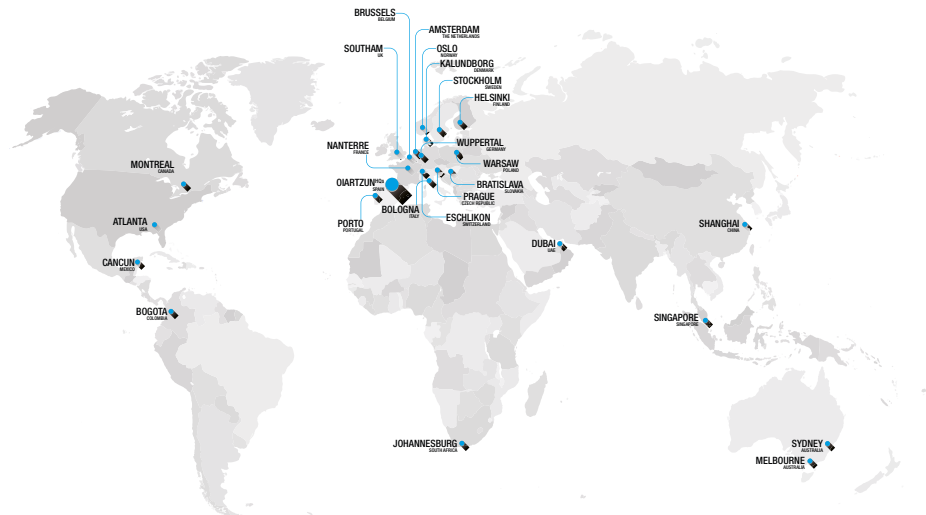 BRUSSELS
BELGIUM
AMSTERDAM
THE NETHERLANDS
SOUTHAM
UK
OSLO
NORWAY
KALUNDBORG
DENMARK
STOCKHOLM
SWEDEN
HELSINKI
FINLAND
NANTERRE
FRANCE
WUPPERTAL
GERMANY
MONTREAL
CANADA
WARSAW
POLAND
OIARTZUN HQs
SPAIN
BRATISLAVA
SLOVAKIA
PRAGUE
CZECH REPUBLIC
BOLOGNA
ITALY
ESCHLIKON
SWITZERLAND
PORTO
PORTUGAL
ATLANTA
USA
SHANGHAI
CHINA
DUBAI
UAE
CANCUN
MEXICO
BOGOTA
COLOMBIA
SINGAPORE
SINGAPORE
JOHANNESBURG
SOUTH AFRICA
SYDNEY
AUSTRALIA
MELBOURNE
AUSTRALIA